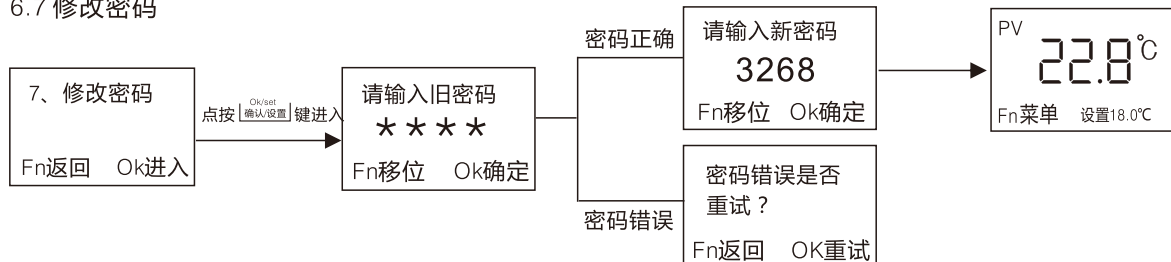 6.7修改密码
7、修改密码
Fn返回 Ok进入
点按 Ok/set 确认/设置 键进入
请输入旧密码
****
Fn移位 Ok确定
密码正确
请输入新密码
3268
Fn移位 Ok确定
PV
22.8℃
Fn菜单 设置18.0℃
密码错误
密码错误是否
重试？
Fn返回 OK重试